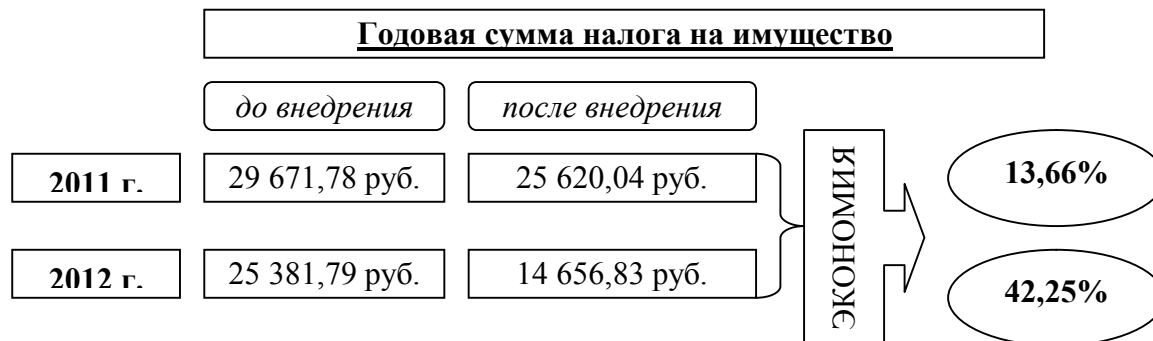 Годовая сумма налога на имущество
до внедрения после внедрения
2011 г. 29 671,78 руб. 25 620,04 руб. 13,66%
2012 г. 25 381,79 руб. 14 656,83 руб. 42,25%
ЭКОНОМИЯ